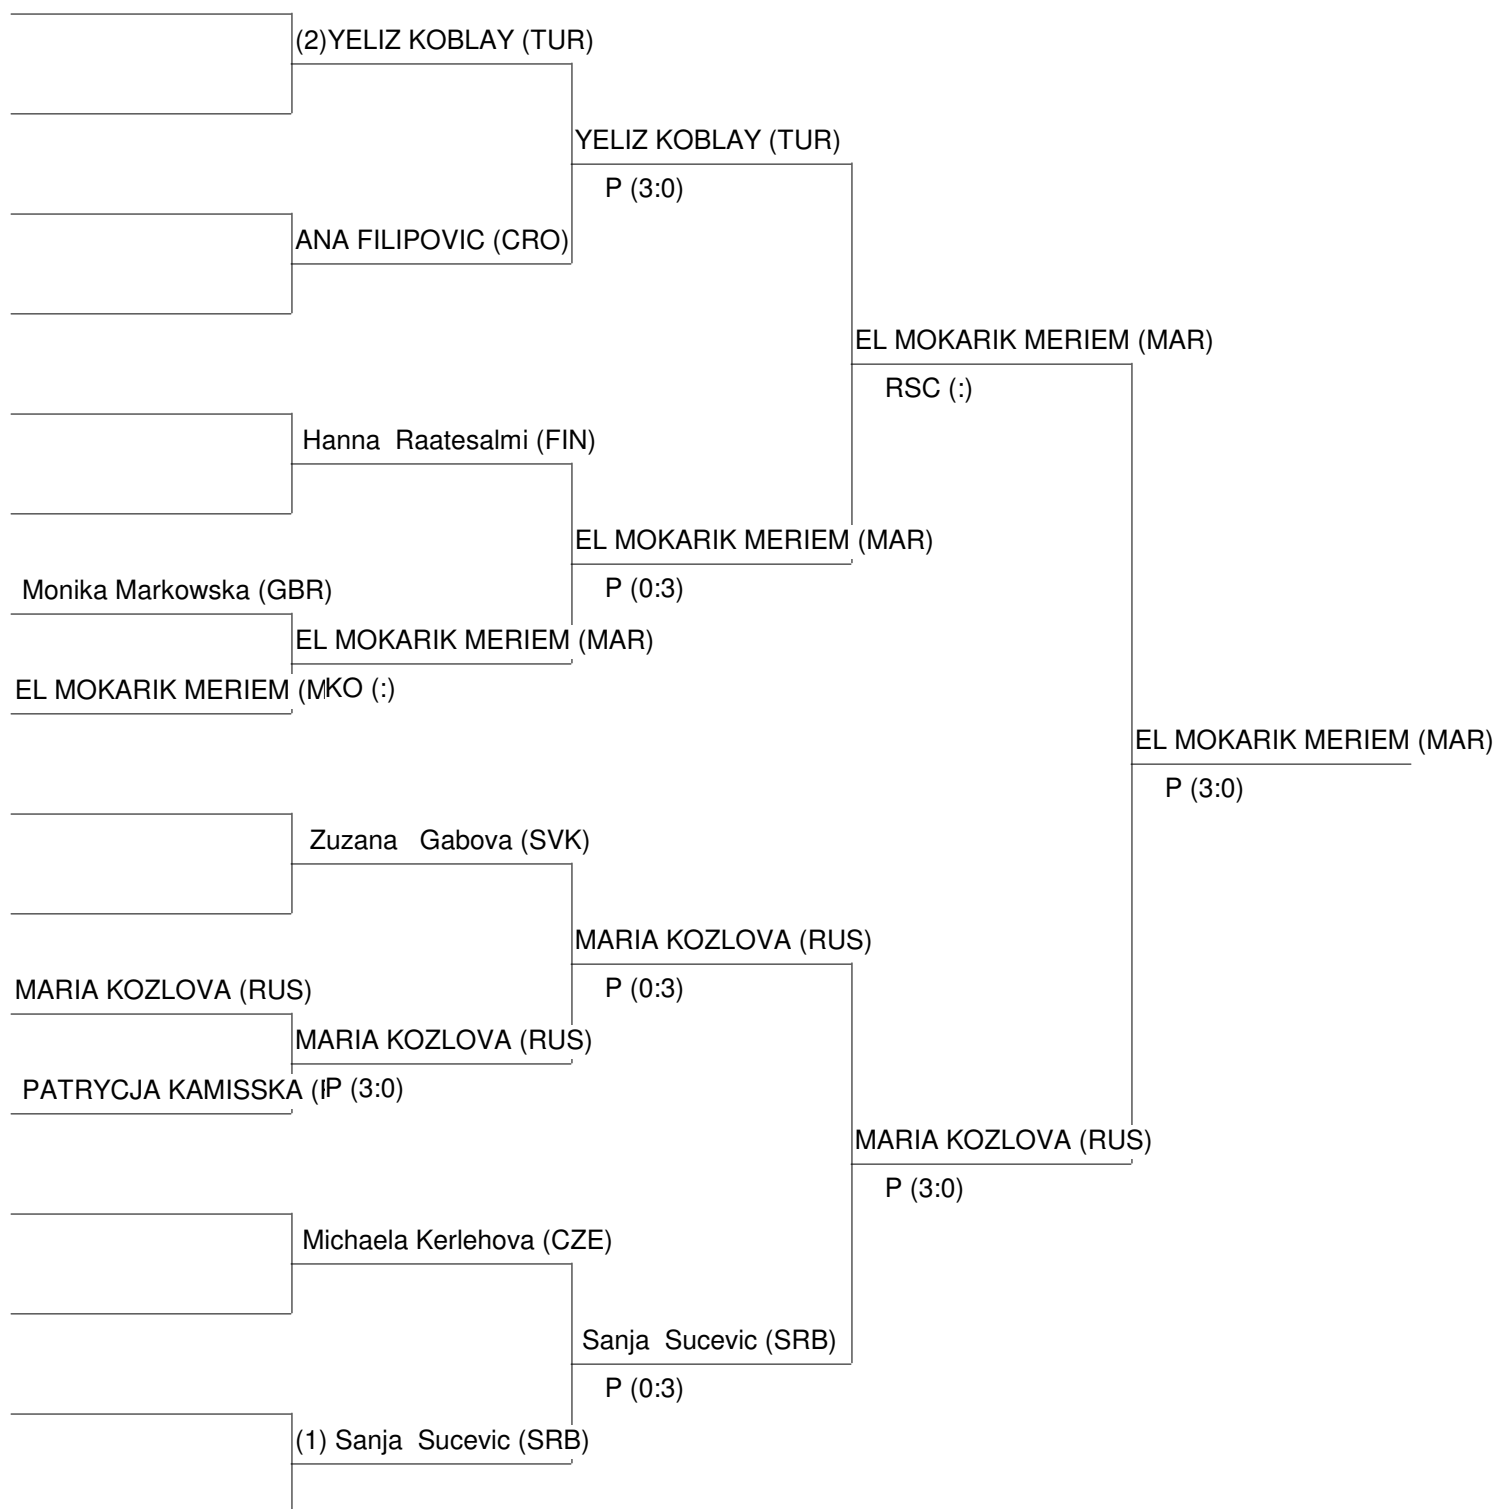 (2)YELIZ KOBLAY (TUR)
YELIZ KOBLAY (TUR)
P (3:0)
ANA FILIPOVIC (CRO)
EL MOKARIK MERIEM (MAR)
RSC (:)
Hanna Raatesalmi (FIN)
EL MOKARIK MERIEM (MAR)
P (0:3)
Monika Markowska (GBR)
EL MOKARIK MERIEM (MAR)
EL MOKARIK MERIEM (M
KO (:)
EL MOKARIK MERIEM (MAR)
P (3:0)
Zuzana Gabova (SVK)
MARIA KOZLOVA (RUS)
P (0:3)
MARIA KOZLOVA (RUS)
MARIA KOZLOVA (RUS)
PATRYCJA KAMISSKA (
P (3:0)
MARIA KOZLOVA (RUS)
P (3:0)
Michaela Kerlehova (CZE)
Sanja Sucevic (SRB)
P (0:3)
(1) Sanja Sucevic (SRB)